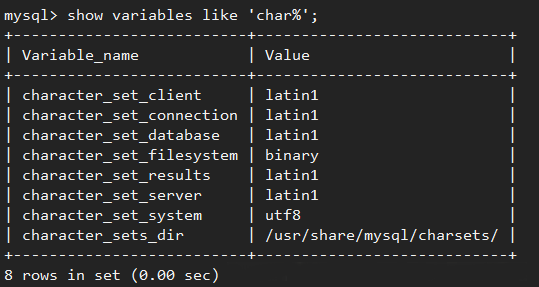 mysql> show variables like 'char%';
+--------------------------+----------------------------+
| Variable_name            | Value                      |
+--------------------------+----------------------------+
| character_set_client     | latin1                     |
| character_set_connection | latin1                     |
| character_set_database   | latin1                     |
| character_set_filesystem | binary                     |
| character_set_results    | latin1                     |
| character_set_server     | latin1                     |
| character_set_system     | utf8                       |
| character_sets_dir       | /usr/share/mysql/charsets/ |
+--------------------------+----------------------------+
8 rows in set (0.00 sec)